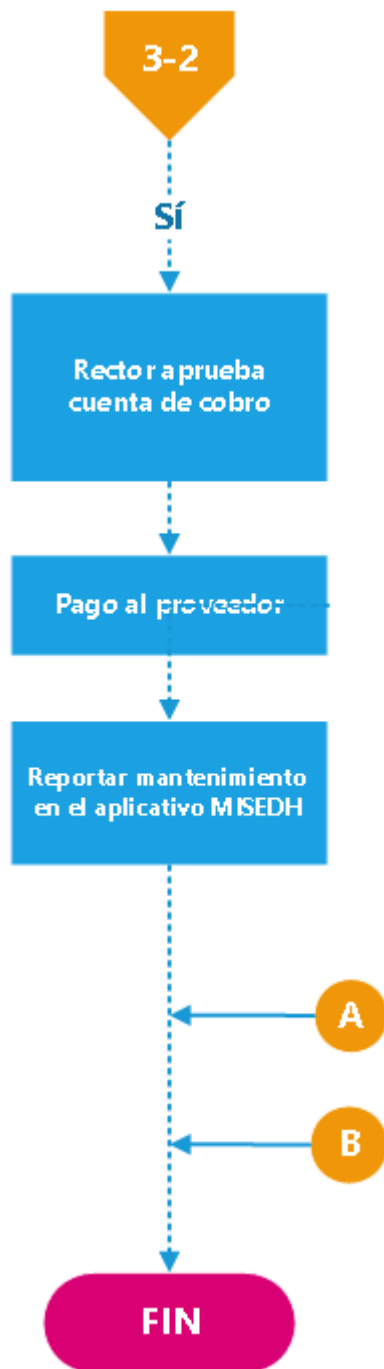 3-2
Sí
Rector aprueba
cuenta de cobro
Pago al proveedor
Reportar mantenimiento
en el aplicativo MISEDH
A
B
FIN